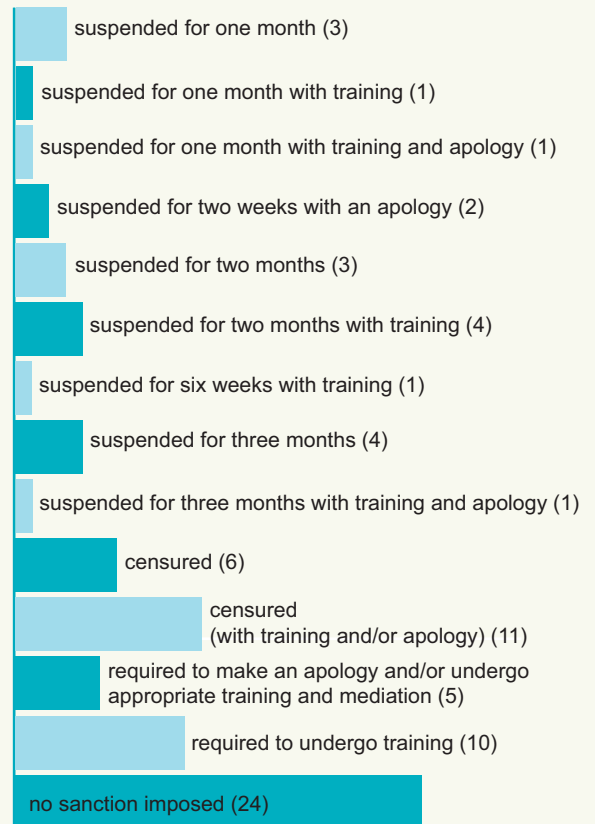 suspended for one month (3)
suspended for one month with training (1)
suspended for one month with training and apology (1)
suspended for two weeks with an apology (2)
suspended for two months (3)
suspended for two months with training (4)
suspended for six weeks with training (1)
suspended for three months (4)
suspended for three months with training and apology (1)
censured (6)
censured
(with training and/or apology) (11)
required to make an apology and/or undergo
appropriate training and mediation (5)
required to undergo training (10)
no sanction imposed (24)